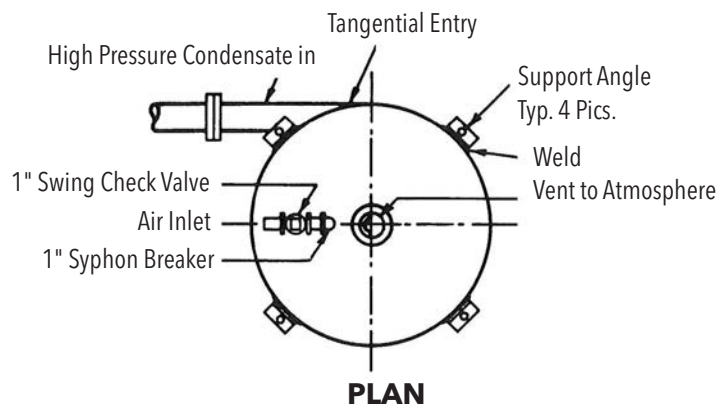 Tangential Entry
High Pressure Condensate in
Support Angle
Typ. 4 Pics.
Weld
1" Swing Check Valve
Vent to Atmosphere
Air Inlet
1" Syphon Breaker
PLAN